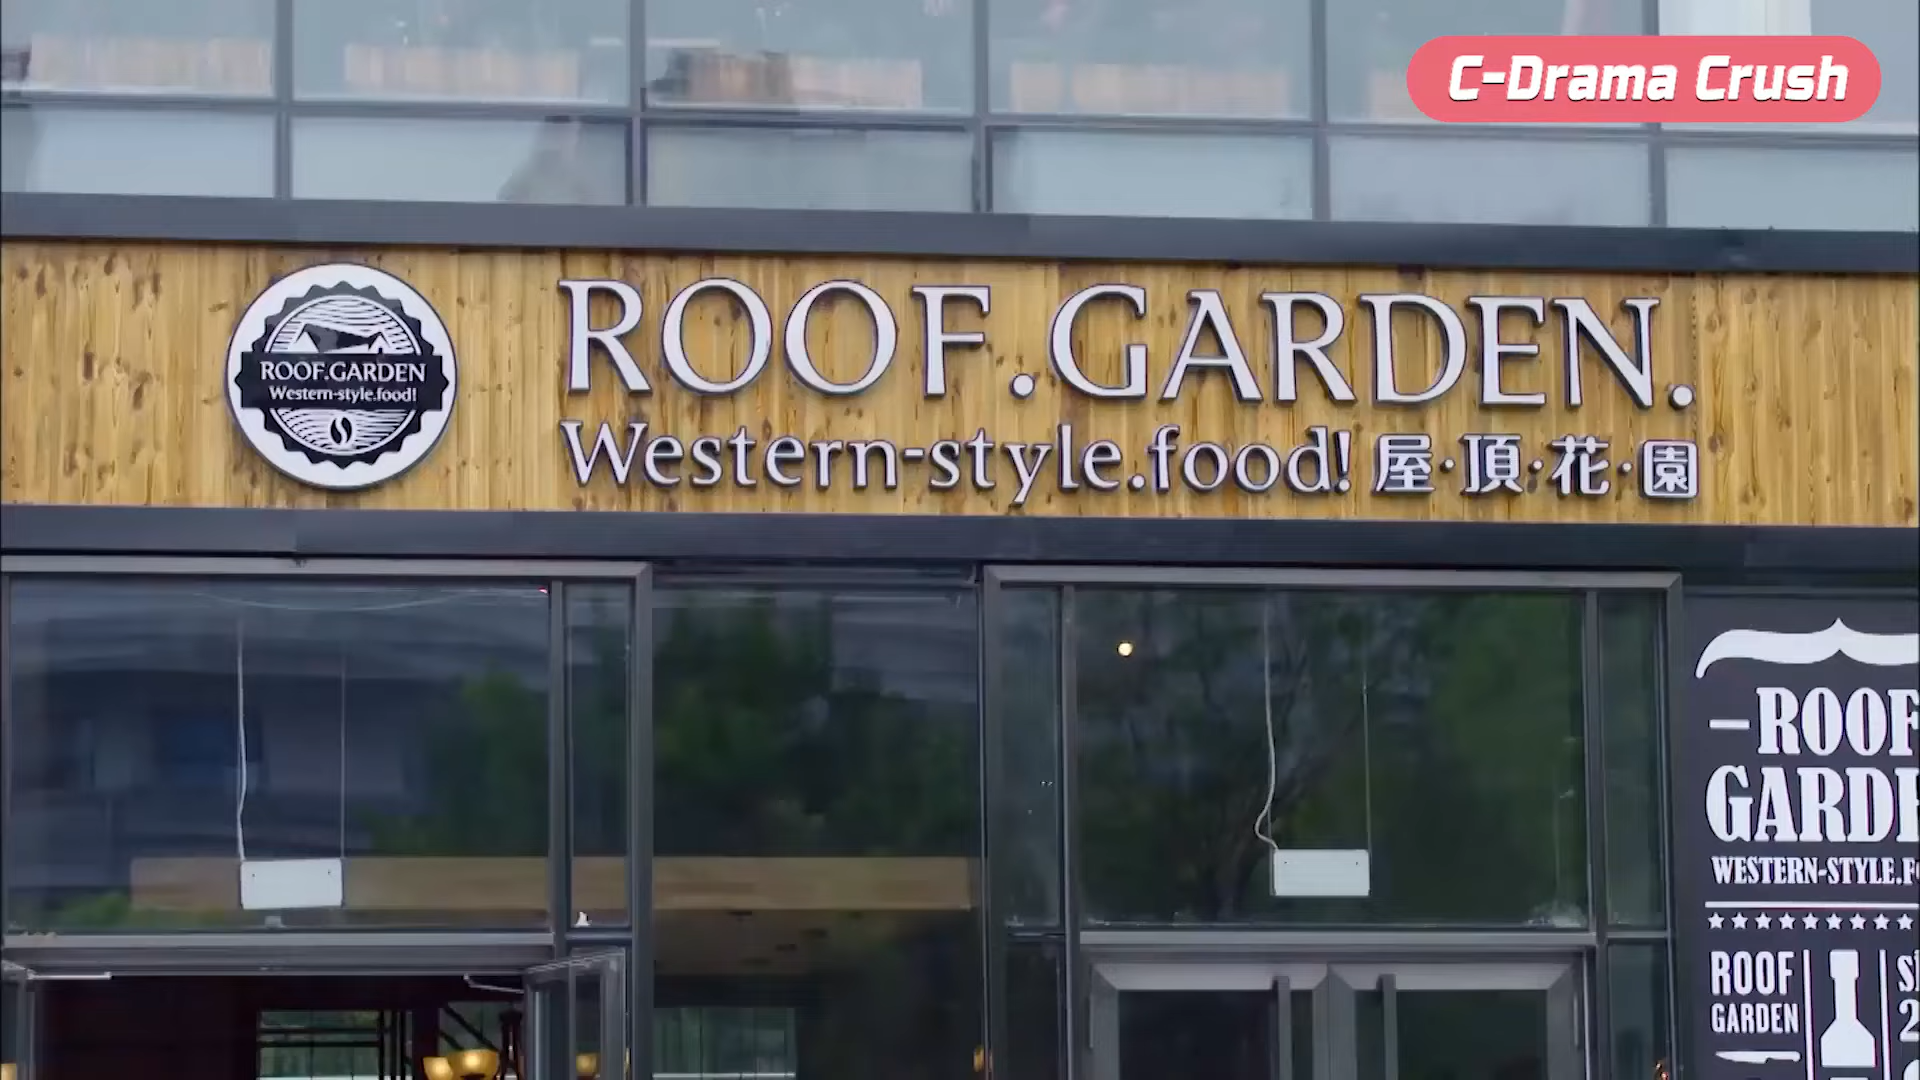 C-Drama Crush
ROOF.GARDEN.
Western-style.food! 屋·頂·花·園
ROOF.GARDEN
Western-style.food!
ROOF
GARDE
WESTERN-STYLE.F
ROOF
GARDEN